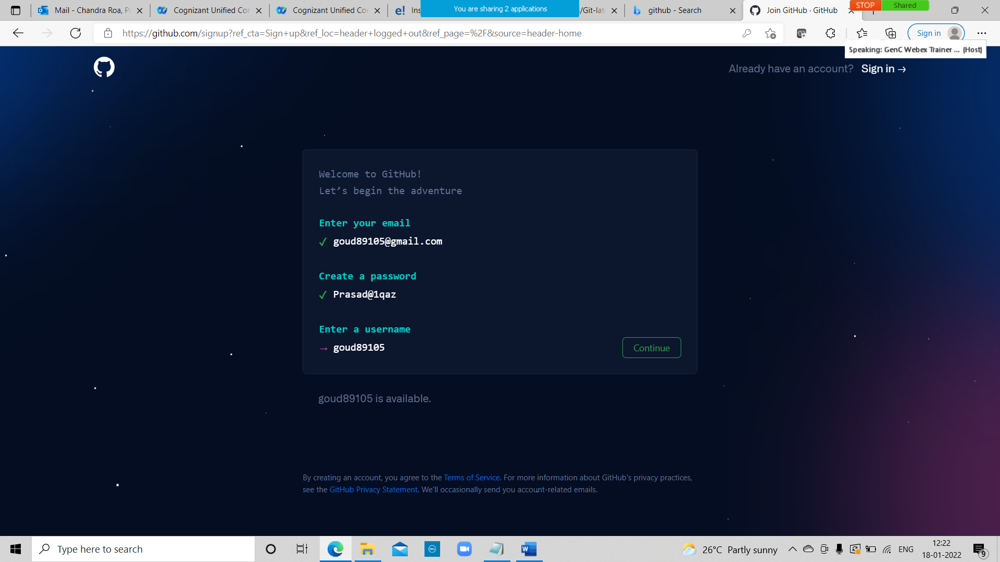 Mail - Chandra Roa, P
Cognizant Unified Co
Cognizant Unified Co
e! Ins
You are sharing 2 applications
/Git-lat
github - Search
Join GitHub · GitHub
STOP
Shared
https://github.com/signup?ref_cta=Sign+up&ref_loc=header+logged+out&ref_page=%2F&source=header-home
Sign in
Speaking: GenC Webex Trainer ... (Host)
Already have an account? Sign in →
Welcome to GitHub!
Let’s begin the adventure
Enter your email
✓ goud89105@gmail.com
Create a password
✓ Prasad@1qaz
Enter a username
→ goud89105
Continue
goud89105 is available.
By creating an account, you agree to the Terms of Service. For more information about GitHub's privacy practices,
see the GitHub Privacy Statement. We'll occasionally send you account-related emails.
Type here to search
DELL
W
26°C Partly sunny
ENG
12:22
18-01-2022
9